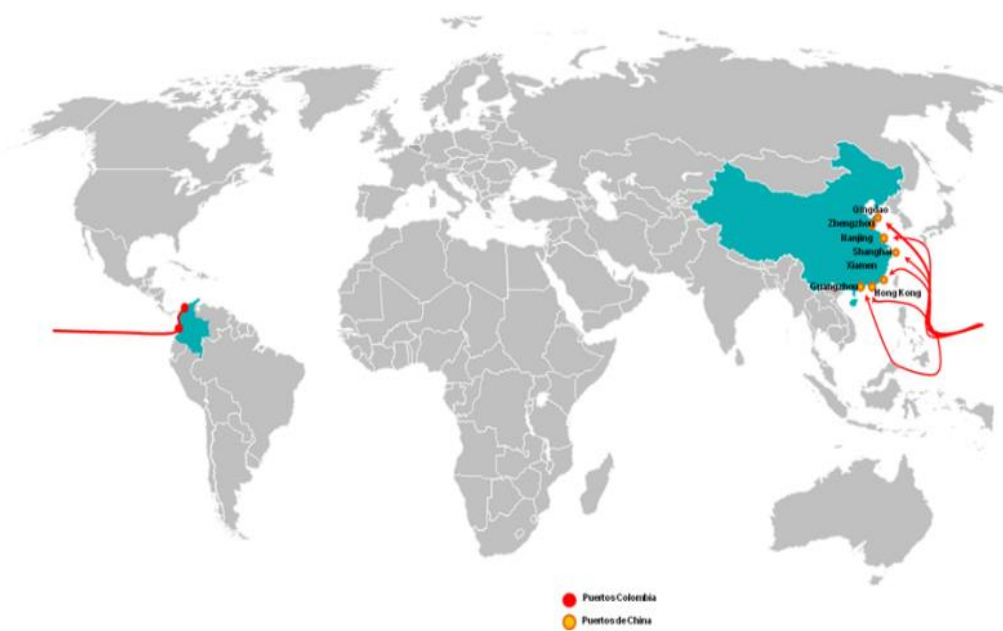 Qingdao
Zhengzhou
Nanjing
Shanghai
Xiamen
Guangzhou
Hong Kong
Puertos Colombia
Puertos de China